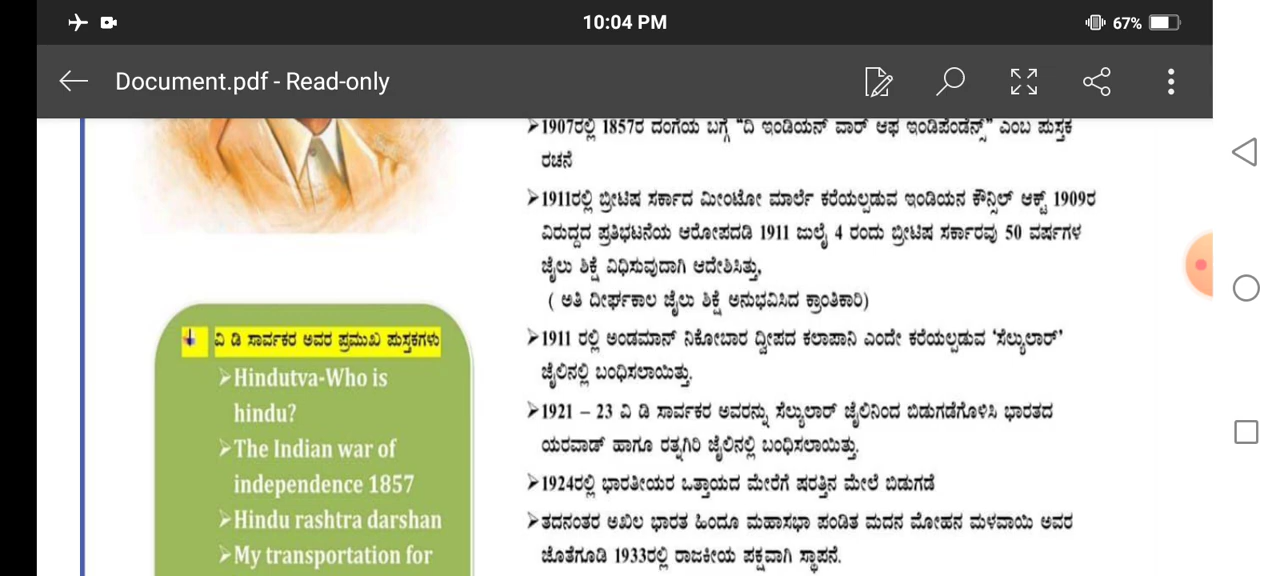 10:04 PM
67%
Document.pdf - Read-only
➢1907ರಲ್ಲಿ 1857ರ ದಂಗೆಯ ಬಗ್ಗೆ "ದಿ ಇಂಡಿಯನ್ ವಾರ್ ಆಫ ಇಂಡಿಪೆಂಡೆನ್ಸ್" ಎಂಬ ಪುಸ್ತಕ
ರಚನೆ
➢1911ರಲ್ಲಿ ಬ್ರೀಟಿಷ ಸರ್ಕಾದ ಮೀಂಟೋ ಮಾರ್ಲೆ ಕರೆಯಲ್ಪಡುವ ಇಂಡಿಯನ ಕೌನ್ಸಿಲ್ ಆಕ್ಟ್ 1909ರ
ವಿರುದ್ದದ ಪ್ರತಿಭಟನೆಯ ಆರೋಪದಡಿ 1911 ಜುಲೈ 4 ರಂದು ಬ್ರೀಟಿಷ ಸರ್ಕಾರವು 50 ವರ್ಷಗಳ
ಜೈಲು ಶಿಕ್ಷೆ ವಿಧಿಸುವುದಾಗಿ ಆದೇಶಿಸಿತ್ತು,
( ಅತಿ ದೀರ್ಘಕಾಲ ಜೈಲು ಶಿಕ್ಷೆ ಅನುಭವಿಸಿದ ಕ್ರಾಂತಿಕಾರಿ)
➢1911 ರಲ್ಲಿ ಅಂಡಮಾನ್ ನಿಕೋಬಾರ ದ್ವೀಪದ ಕಲಾಪಾನಿ ಎಂದೇ ಕರೆಯಲ್ಪಡುವ 'ಸೆಲ್ಯುಲಾರ್'
ಜೈಲಿನಲ್ಲಿ ಬಂಧಿಸಲಾಯಿತ್ತು.
➢1921 – 23 ವಿ ಡಿ ಸಾರ್ವಕರ ಅವರನ್ನು ಸೆಲ್ಯುಲಾರ್ ಜೈಲಿನಿಂದ ಬಿಡುಗಡೆಗೊಳಿಸಿ ಭಾರತದ
ಯರವಾಡ್ ಹಾಗೂ ರತ್ನಗಿರಿ ಜೈಲಿನಲ್ಲಿ ಬಂಧಿಸಲಾಯಿತ್ತು.
➢1924ರಲ್ಲಿ ಭಾರತೀಯರ ಒತ್ತಾಯದ ಮೇರೆಗೆ ಷರತ್ತಿನ ಮೇಲೆ ಬಿಡುಗಡೆ
➢ತದನಂತರ ಅಖಿಲ ಭಾರತ ಹಿಂದೂ ಮಹಾಸಭಾ ಪಂಡಿತ ಮದನ ಮೋಹನ ಮಳವಾಯಿ ಅವರ
ಜೊತೆಗೂಡಿ 1933ರಲ್ಲಿ ರಾಜಕೀಯ ಪಕ್ಷವಾಗಿ ಸ್ಥಾಪನೆ.
ವಿ ಡಿ ಸಾರ್ವಕರ ಅವರ ಪ್ರಮುಖ ಪುಸ್ತಕಗಳು
➢Hindutva-Who is
hindu?
➢The Indian war of
independence 1857
➢Hindu rashtra darshan
➢My transportation for